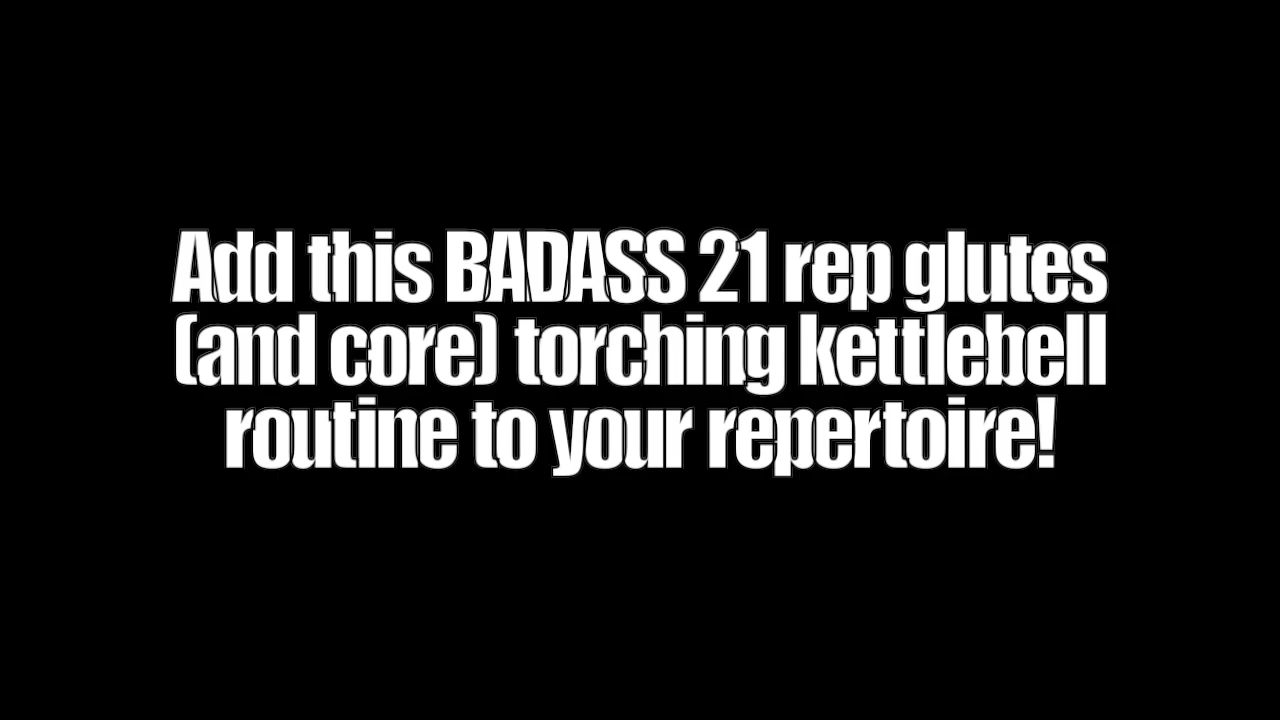 Add this BADASS 21 rep glutes
(and core) torching kettlebell
routine to your repertoire!